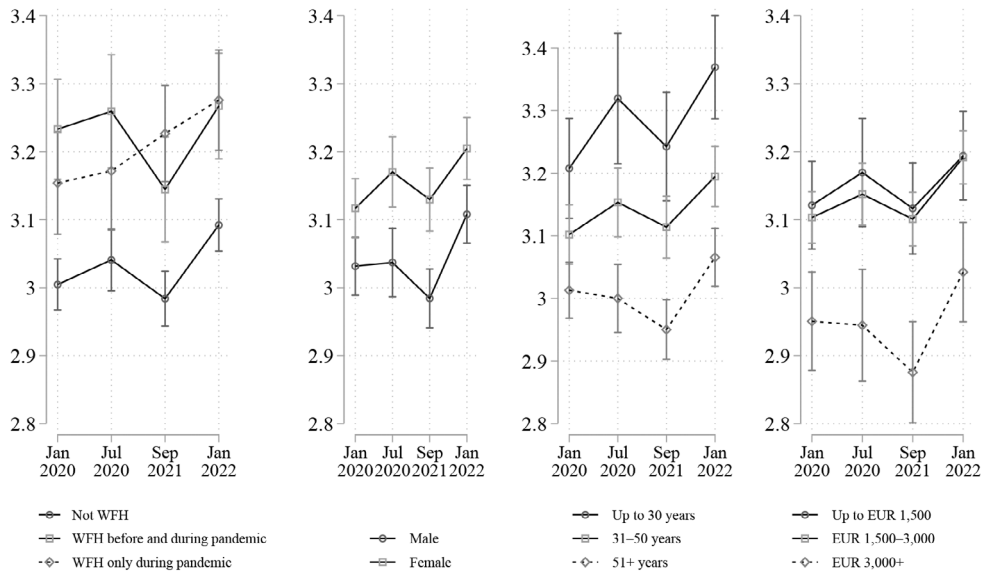 3.4
3.3
3.2
3.1
3
2.9
2.8
Jan 2020
Jul 2020
Sep 2021
Jan 2022
Not WFH
WFH before and during pandemic
WFH only during pandemic
3.4
3.3
3.2
3.1
3
2.9
2.8
Jan 2020
Jul 2020
Sep 2021
Jan 2022
Male
Female
3.4
3.3
3.2
3.1
3
2.9
2.8
Jan 2020
Jul 2020
Sep 2021
Jan 2022
Up to 30 years
31–50 years
51+ years
3.4
3.3
3.2
3.1
3
2.9
2.8
Jan 2020
Jul 2020
Sep 2021
Jan 2022
Up to EUR 1,500
EUR 1,500–3,000
EUR 3,000+